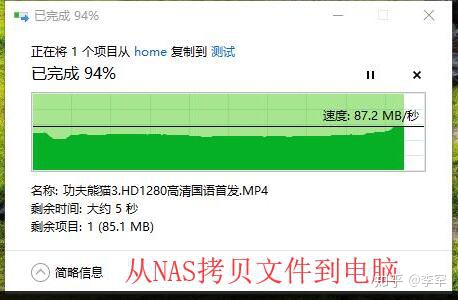 已完成 94%
正在将 1 个项目从 home 复制到 测试
已完成 94%
速度: 87.2 MB/秒
名称: 功夫熊猫3.HD1280高清国语首发.MP4
剩余时间: 大约 5 秒
剩余项目: 1 (85.1 MB)
简略信息
从NAS拷贝文件到电脑
知乎 @李军